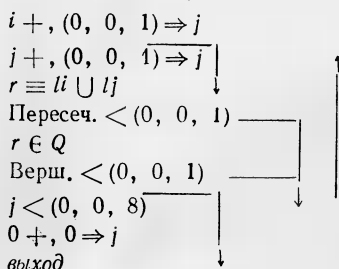 i +, (0, 0, 1) ⇒ j
j +, (0, 0, 1) ⇒ j
r ≡ li ∪ lj
Пересеч. < (0, 0, 1)
r ∈ Q
Верш. < (0, 0, 1)
j < (0, 0, 8)
0 +, 0 ⇒ j
выход